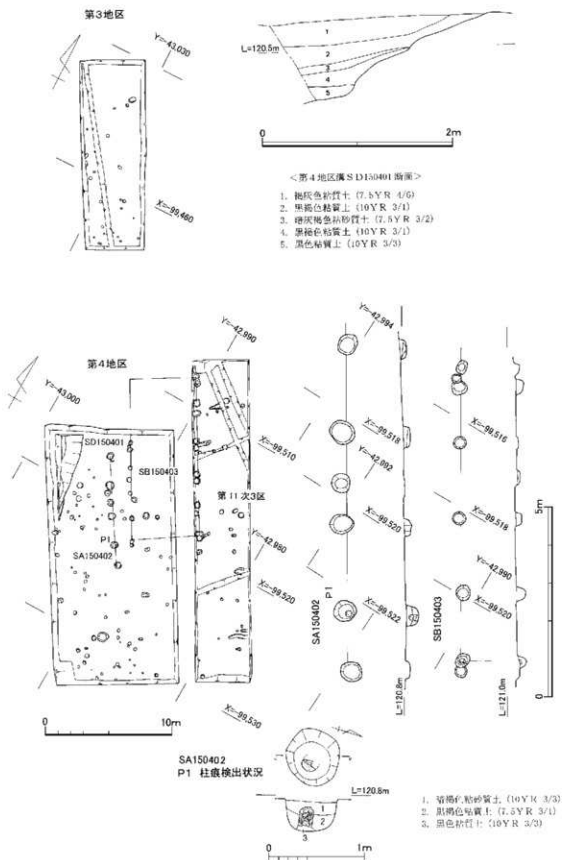 第3地区
Y=-43,030
X=-99,460
L=120.5m
1
2
3
4
5
0 2m
<第4地区溝SD150401断面>
1. 褐灰色粘質土 (7.5YR 4/6)
2. 黒褐色粘質土 (10YR 3/1)
3. 暗灰褐色粘砂質土 (7.5YR 3/2)
4. 黒褐色粘質土 (10YR 3/1)
5. 黒色粘質土 (10YR 3/3)
第4地区
Y=-43,000
Y=-42,990
SD150401
SB150403
P1
SA150402
X=-99,510
第11次3区
Y=-42,980
X=-99,520
X=-99,530
0 10m
Y=-42,994
X=-99,518
Y=-42,992
X=-99,520
P1
X=-99,522
SA150402
L=120.8m
X=-99,516
X=-99,518
Y=-42,990
X=-99,520
SB150403
L=121.0m
5m
0
SA150402
P1 柱痕検出状況
L=120.8m
1
2
3
0 1m
1. 暗褐色粘砂質土 (10YR 3/3)
2. 黒褐色粘質土 (7.5YR 3/1)
3. 黒色粘質土 (10YR 3/3)